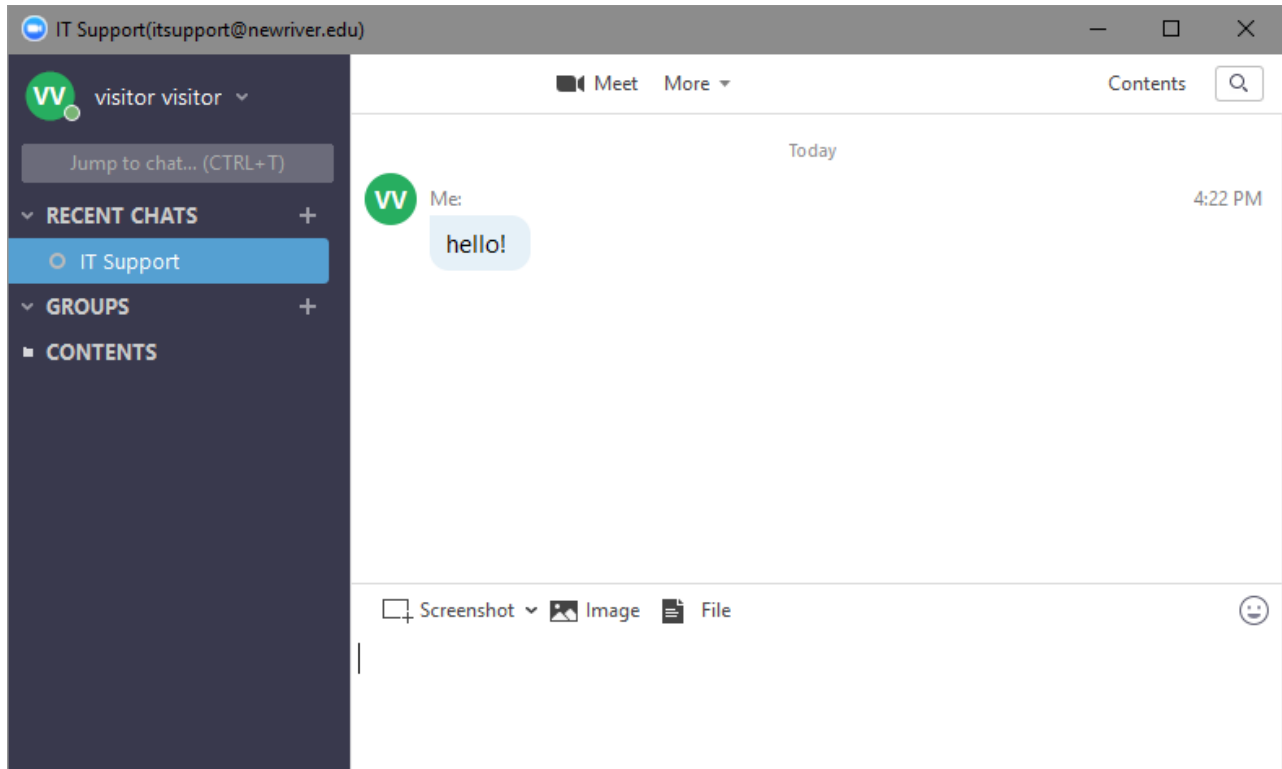 IT Support(itsupport@newriver.edu)
VV visitor visitor
Jump to chat... (CTRL+T)
RECENT CHATS +
IT Support
GROUPS +
CONTENTS
Meet More Contents
Today
VV Me: 4:22 PM
hello!
Screenshot Image File